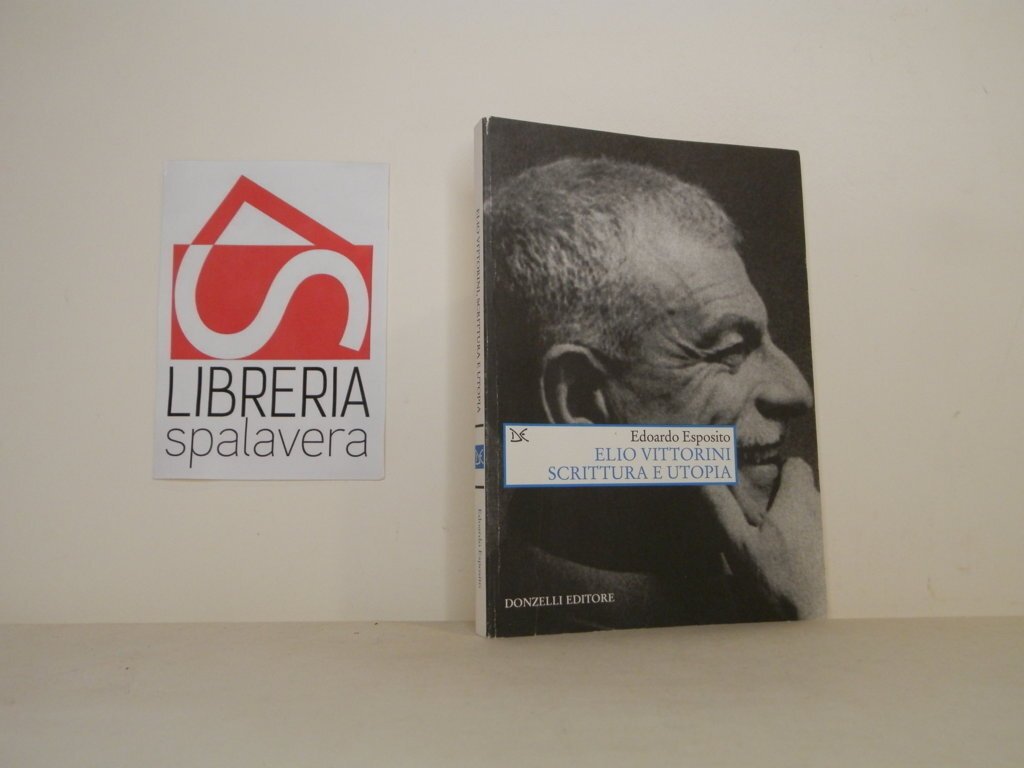 LIBRERIA
spalavera
ELIO VITTORINI. SCRITTURA E UTOPIA
Edoardo Esposito
Edoardo Esposito
ELIO VITTORINI
SCRITTURA E UTOPIA
DONZELLI EDITORE